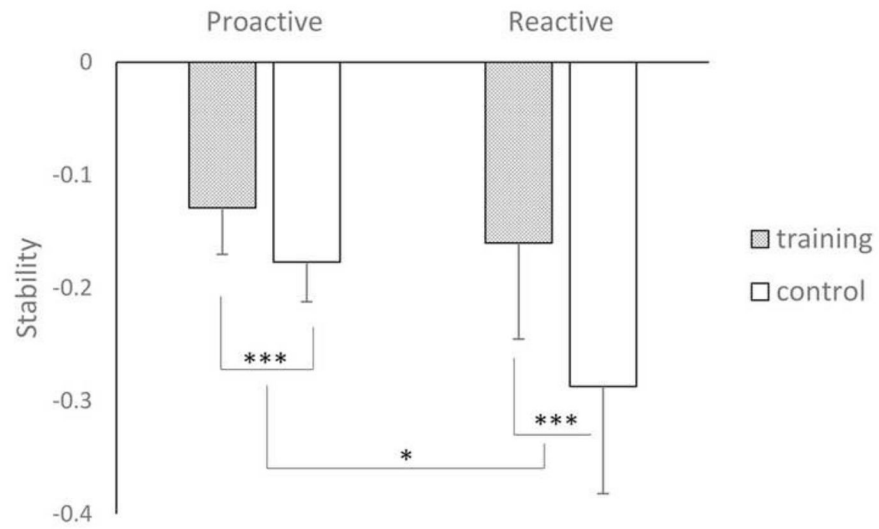 Proactive Reactive
0
-0.1
-0.2
-0.3
-0.4
Stability
***
***
*
training
control